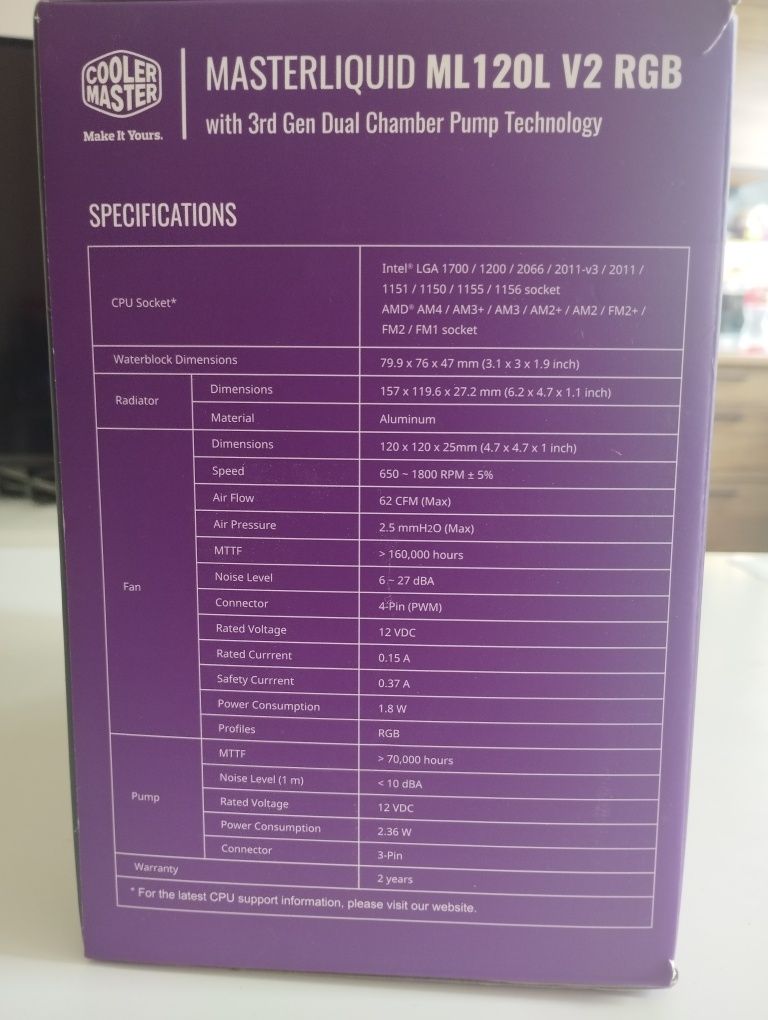 COOLER
MASTER
Make It Yours.
MASTERLIQUID ML120L V2 RGB
with 3rd Gen Dual Chamber Pump Technology
SPECIFICATIONS
CPU Socket*
Intel® LGA 1700 / 1200 / 2066 / 2011-v3 / 2011 /
1151 / 1150 / 1155 / 1156 socket
AMD® AM4 / AM3+ / AM3 / AM2+ / AM2 / FM2+ /
FM2 / FM1 socket
Waterblock Dimensions 79.9 x 76 x 47 mm (3.1 x 3 x 1.9 inch)
Radiator
Dimensions 157 x 119.6 x 27.2 mm (6.2 x 4.7 x 1.1 inch)
Material Aluminum
Fan
Dimensions 120 x 120 x 25mm (4.7 x 4.7 x 1 inch)
Speed 650 ~ 1800 RPM ± 5%
Air Flow 62 CFM (Max)
Air Pressure 2.5 mmH2O (Max)
MTTF > 160,000 hours
Noise Level 6 ~ 27 dBA
Connector 4-Pin (PWM)
Rated Voltage 12 VDC
Rated Currrent 0.15 A
Safety Currrent 0.37 A
Power Consumption 1.8 W
Profiles RGB
Pump
MTTF > 70,000 hours
Noise Level (1 m) < 10 dBA
Rated Voltage 12 VDC
Power Consumption 2.36 W
Connector 3-Pin
Warranty 2 years
* For the latest CPU support information, please visit our website.